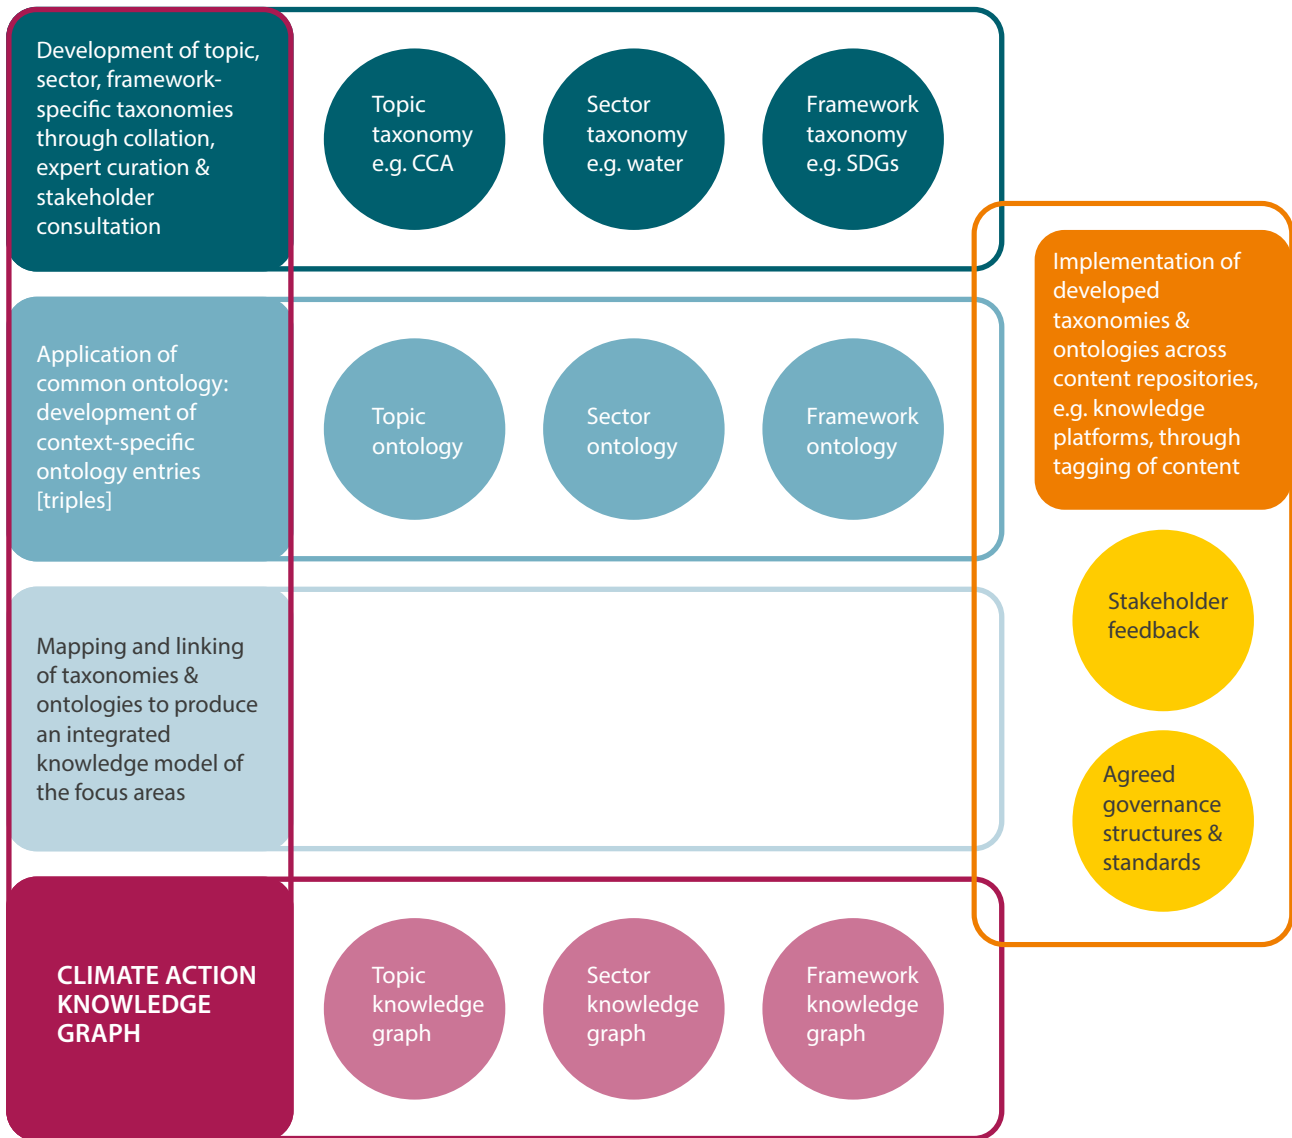 Development of topic,
sector, framework-
specific taxonomies
through collation,
expert curation &
stakeholder
consultation
Topic
taxonomy
e.g. CCA
Sector
taxonomy
e.g. water
Framework
taxonomy
e.g. SDGs
Application of
common ontology:
development of
context-specific
ontology entries
[triples]
Topic
ontology
Sector
ontology
Framework
ontology
Mapping and linking
of taxonomies &
ontologies to produce
an integrated
knowledge model of
the focus areas
CLIMATE ACTION
KNOWLEDGE
GRAPH
Topic
knowledge
graph
Sector
knowledge
graph
Framework
knowledge
graph
Implementation of
developed
taxonomies &
ontologies across
content repositories,
e.g. knowledge
platforms, through
tagging of content
Stakeholder
feedback
Agreed
governance
structures &
standards